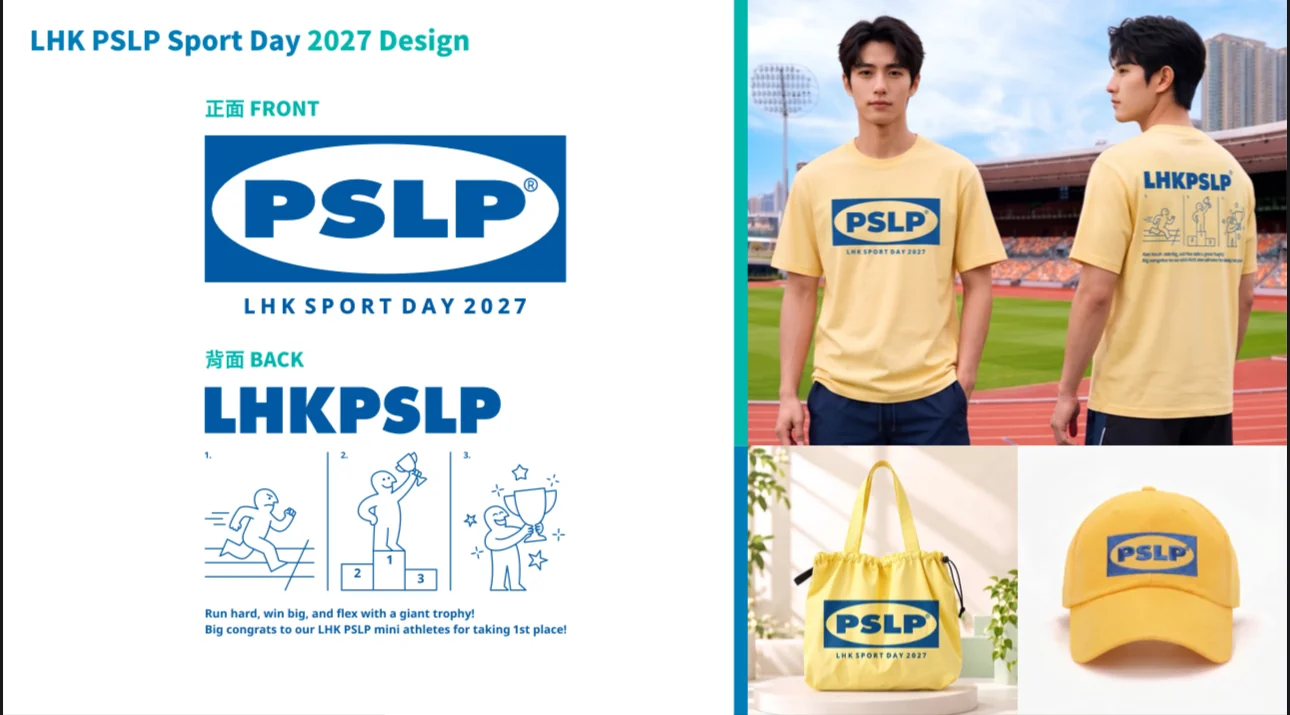 LHK PSLP Sport Day 2027 Design
正面 FRONT
PSLP®
LHK SPORT DAY 2027
背面 BACK
LHKPSLP
1.
2.
3.
1
2
3
Run hard, win big, and flex with a giant trophy!
Big congrats to our LHK PSLP mini athletes for taking 1st place!
PSLP®
LHK SPORT DAY 2027
LHKPSLP
PSLP®
LHK SPORT DAY 2027
PSLP®